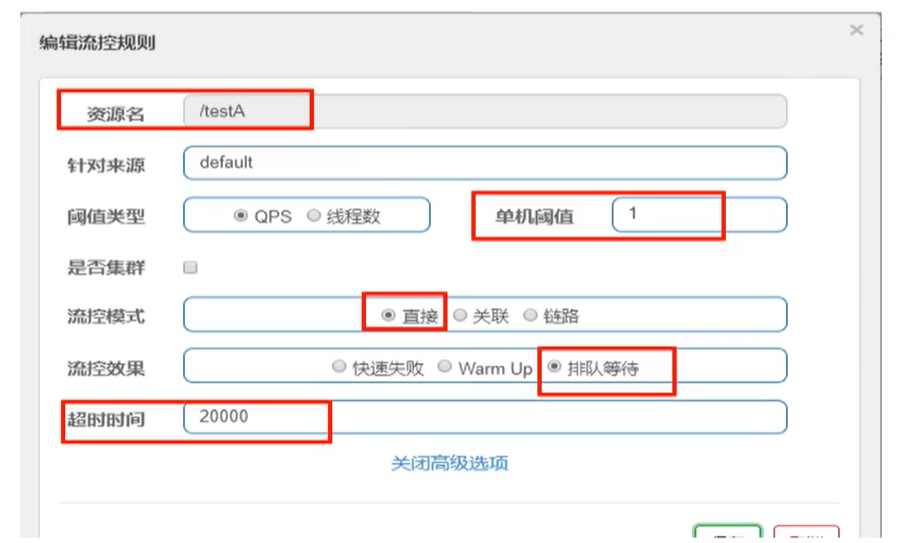 编辑流控规则 ×
资源名 /testA
针对来源 default
阈值类型 QPS 线程数 单机阈值 1
是否集群
流控模式 直接 关联 链路
流控效果 快速失败 Warm Up 排队等待
超时时间 20000
关闭高级选项